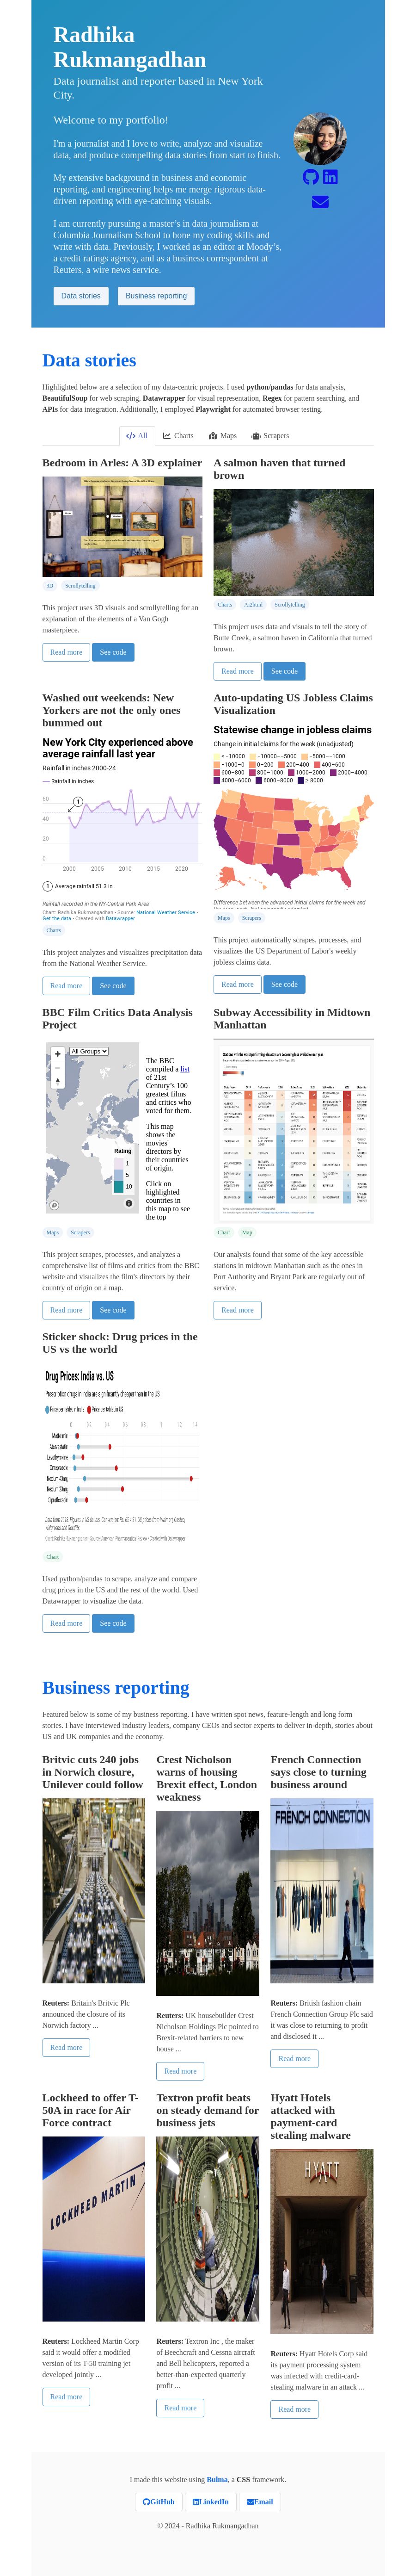 Radhika
Rukmangadhan
Data journalist and reporter based in New York
City.
Welcome to my portfolio!
I'm a journalist and I love to write, analyze and visualize
data, and produce compelling data stories from start to finish.
My extensive background in business and economic
reporting, and engineering helps me merge rigorous data-
driven reporting with eye-catching visuals.
I am currently pursuing a master's in data journalism at
Columbia Journalism School to hone my coding skills and
write with data. Previously, I worked as an editor at Moody's,
a credit ratings agency, and as a business correspondent at
Reuters, a wire news service.
Data stories Business reporting
Data stories
Highlighted below are a selection of my data-centric projects. I used python/pandas for data analysis,
BeautifulSoup for web scraping, Datawrapper for visual representation, Regex for pattern searching, and
APIs for data integration. Additionally, I employed Playwright for automated browser testing.
All Charts Maps Scrapers
Bedroom in Arles: A 3D explainer
3D Scrollytelling
This project uses 3D visuals and scrollytelling for an
explanation of the elements of a Van Gogh
masterpiece.
Read more See code
A salmon haven that turned
brown
Charts Ai2html Scrollytelling
This project uses data and visuals to tell the story of
Butte Creek, a salmon haven in California that turned
brown.
Read more See code
Washed out weekends: New
Yorkers are not the only ones
bummed out
New York City experienced above
average rainfall last year
Rainfall in inches 2000-24
Rainfall in inches
1
60
40
20
0
2000 2005 2010 2015 2020
1 Average rainfall 51.3 in
Rainfall recorded in the NY-Central Park Area
Chart: Radhika Rukmangadhan • Source: National Weather Service •
Get the data • Created with Datawrapper
Charts
This project analyzes and visualizes precipitation data
from the National Weather Service.
Read more See code
Auto-updating US Jobless Claims
Visualization
Statewise change in jobless claims
Change in initial claims for the week (unadjusted)
< −10000 −10000–−5000 −5000–−1000
−1000–0 0–200 200–400 400–600
600–800 800–1000 1000–2000 2000–4000
4000–6000 6000–8000 ≥ 8000
Difference between the advanced initial claims for the week and
Maps Scrapers
This project automatically scrapes, processes, and
visualizes the US Department of Labor's weekly
jobless claims data.
Read more See code
BBC Film Critics Data Analysis
Project
All Groups
The BBC
compiled a list
of 21st
Century's 100
greatest films
and critics who
voted for them.
This map
shows the
movies'
directors by
their countries
of origin.
Click on
highlighted
countries in
this map to see
the top
Rating
1
5
10
Maps Scrapers
This project scrapes, processes, and analyzes a
comprehensive list of films and critics from the BBC
website and visualizes the film's directors by their
country of origin on a map.
Read more See code
Subway Accessibility in Midtown
Manhattan
Chart Map
Our analysis found that some of the key accessible
stations in midtown Manhattan such as the ones in
Port Authority and Bryant Park are regularly out of
service.
Read more
Sticker shock: Drug prices in the
US vs the world
Drug Prices: India vs. US
Prescription drugs in India are significantly cheaper than in the US
Price per tablet in India Price per tablet in US
0 0.2 0.4 0.6 0.8 1 1.2 1.4
Metformin
Atorvastatin
Levothyroxine
Omeprazole
Ciprofloxacin
Chart
Used python/pandas to scrape, analyze and compare
drug prices in the US and the rest of the world. Used
Datawrapper to visualize the data.
Read more See code
Business reporting
Featured below is some of my business reporting. I have written spot news, feature-length and long form
stories. I have interviewed industry leaders, company CEOs and sector experts to deliver in-depth, stories about
US and UK companies and the economy.
Britvic cuts 240 jobs
in Norwich closure,
Unilever could follow
Reuters: Britain's Britvic Plc
announced the closure of its
Norwich factory ...
Read more
Crest Nicholson
warns of housing
Brexit effect, London
weakness
Reuters: UK housebuilder Crest
Nicholson Holdings Plc pointed to
Brexit-related barriers to new
house ...
Read more
French Connection
says close to turning
business around
FRENCH CONNECTION
Reuters: British fashion chain
French Connection Group Plc said
it was close to returning to profit
and disclosed it ...
Read more
Lockheed to offer T-
50A in race for Air
Force contract
LOCKHEED MARTIN
Reuters: Lockheed Martin Corp
said it would offer a modified
version of its T-50 training jet
developed jointly ...
Read more
Textron profit beats
on steady demand for
business jets
Reuters: Textron Inc , the maker
of Beechcraft and Cessna aircraft
and Bell helicopters, reported a
better-than-expected quarterly
profit ...
Read more
Hyatt Hotels
attacked with
payment-card
stealing malware
HYATT
Reuters: Hyatt Hotels Corp said
its payment processing system
was infected with credit-card-
stealing malware in an attack ...
Read more
I made this website using Bulma, a CSS framework.
GitHub LinkedIn Email
© 2024 - Radhika Rukmangadhan